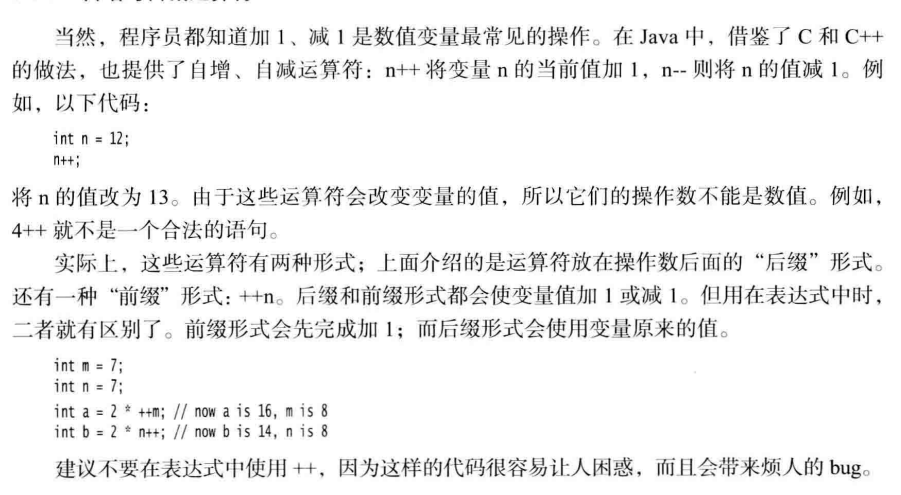 当然，程序员都知道加 1、减 1 是数值变量最常见的操作。在 Java 中，借鉴了 C 和 C++
的做法，也提供了自增、自减运算符：n++ 将变量 n 的当前值加 1，n-- 则将 n 的值减 1。例
如，以下代码：
int n = 12;
n++;
将 n 的值改为 13。由于这些运算符会改变变量的值，所以它们的操作数不能是数值。例如，
4++ 就不是一个合法的语句。
实际上，这些运算符有两种形式；上面介绍的是运算符放在操作数后面的“后缀”形式。
还有一种“前缀”形式：++n。后缀和前缀形式都会使变量值加 1 或减 1。但用在表达式中时，
二者就有区别了。前缀形式会先完成加 1；而后缀形式会使用变量原来的值。
int m = 7;
int n = 7;
int a = 2 * ++m; // now a is 16, m is 8
int b = 2 * n++; // now b is 14, n is 8
建议不要在表达式中使用 ++，因为这样的代码很容易让人困惑，而且会带来烦人的 bug。